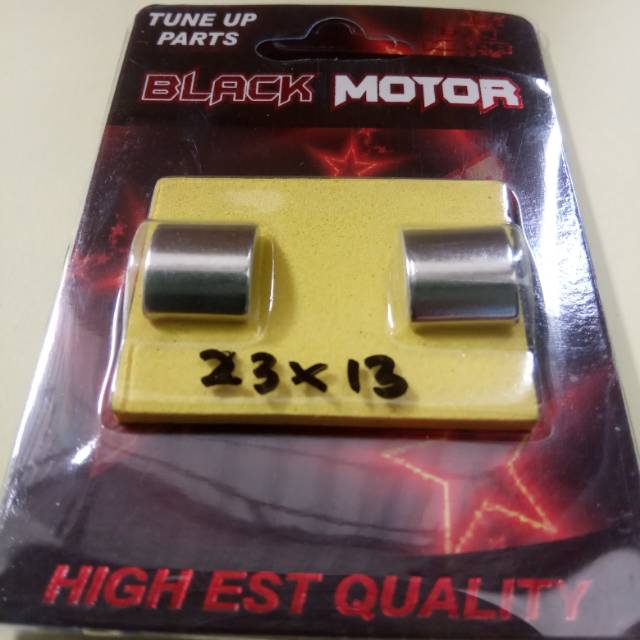 TUNE UP
PARTS
BLACK MOTOR
23x13
HIGH EST QUALITY